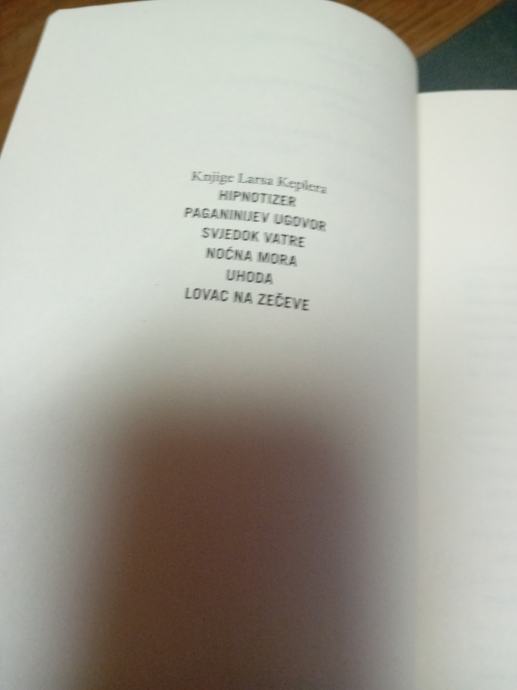 Knjige Larsa Keplera
HIPNOTIZER
PAGANINIJEV UGOVOR
SVJEDOK VATRE
NOĆNA MORA
UHODA
LOVAC NA ZEČEVE